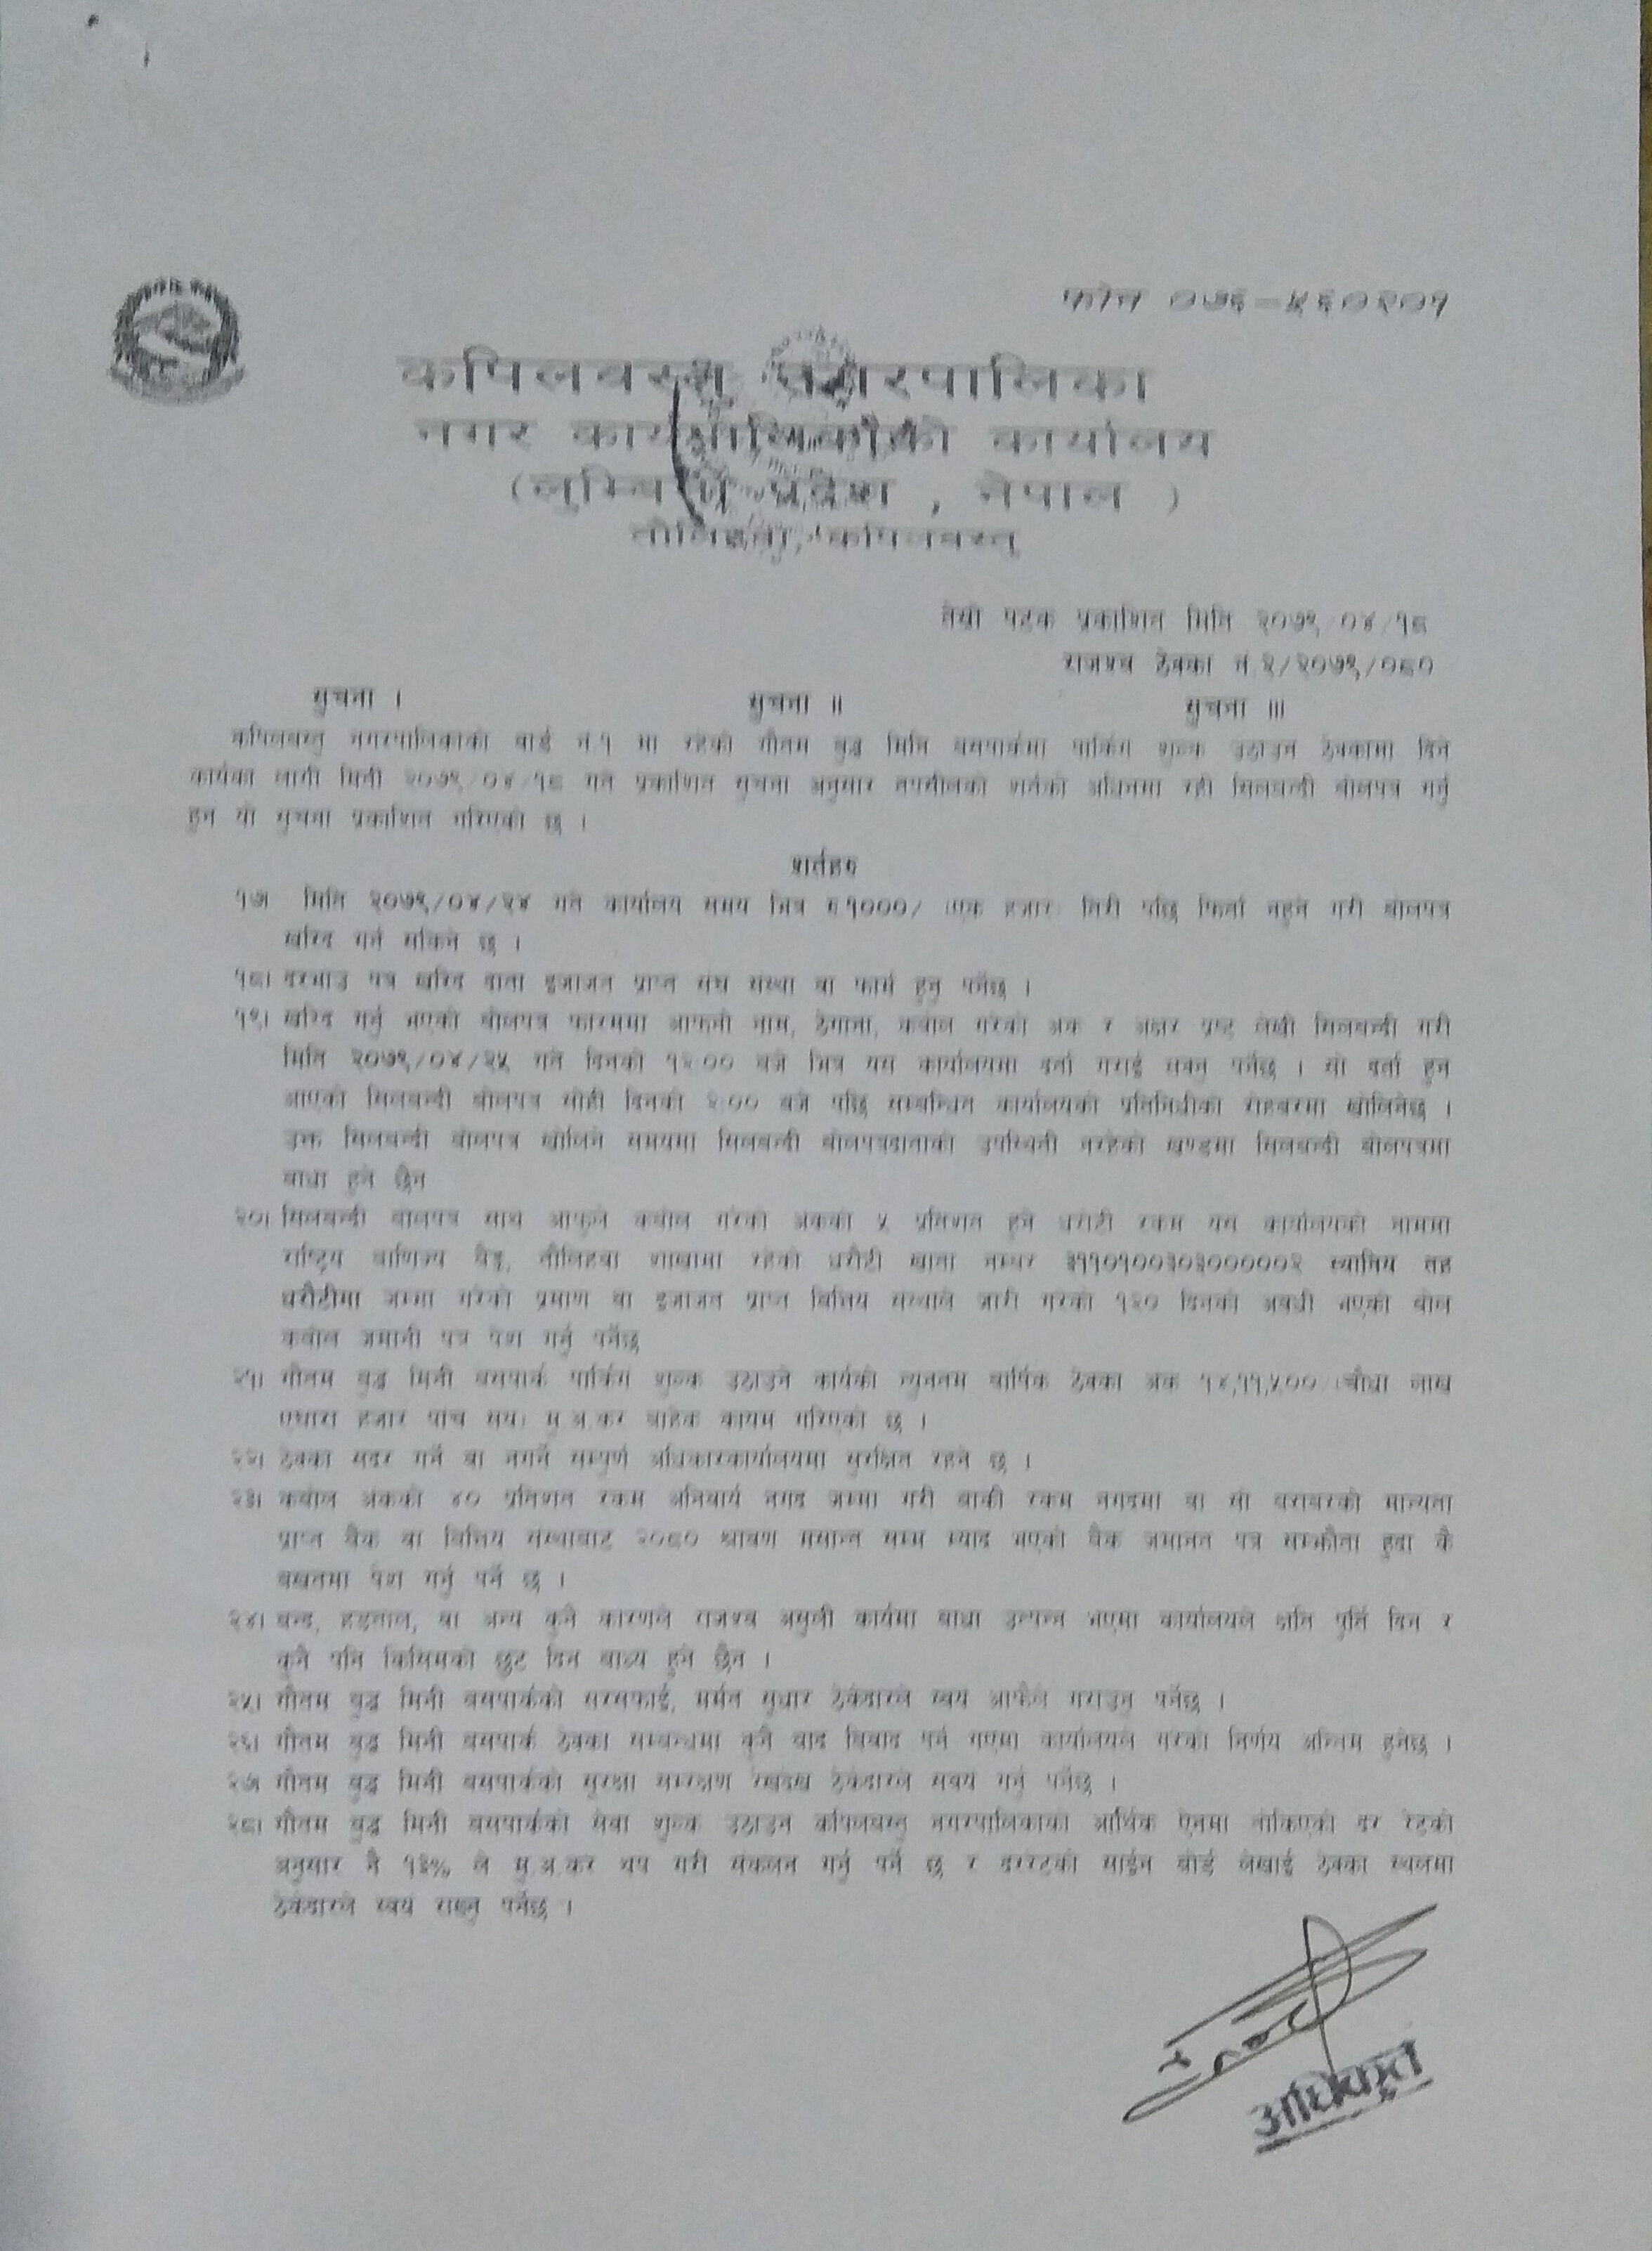 फोन ०७६-५६०२०१
कपिलवस्तु नगरपालिका
नगर कार्यपालिकाको कार्यालय
(लुम्बिनी प्रदेश , नेपाल )
तौलिहवा, कपिलवस्तु
तेस्रो पटक प्रकाशित मिति २०७९/०४/१८
राजश्व ठेक्का नं.२/२०७९/०८०
सुचना । सुचना ॥ सुचना ॥।
कपिलवस्तु नगरपालिकाको वार्ड नं.१ मा रहेको गौतम बुद्ध मिनि बसपार्कमा पार्किंग शुल्क उठाउन ठेक्कामा दिने
कार्यका लागी मिती २०७९/०४/१८ गते प्रकाशित सुचना अनुसार तपसीलको शर्तको अधिनमा रही सिलबन्दी बोलपत्र गर्नु
हुन यो सुचना प्रकाशित गरिएको छ ।
शर्तहरु
१७ मिति २०७९/०४/२४ गते कार्यालय समय भित्र रु १०००/ (एक हजार) तिरी पछि फिर्ता नहुने गरी बोलपत्र
खरिद गर्न सकिने छ ।
१८। दरभाउ पत्र खरिद दाता इजाजत प्राप्त संघ संस्था वा फर्म हुनु पर्नेछ ।
१९। खरिद गर्नु भएको बोलपत्र फारममा आफ्नो नाम, ठेगाना, कबोल गरेको अंक र अक्षर प्रष्ट लेखी सिलबन्दी गरी
मिति २०७९/०४/२५ गते दिनको १२:०० बजे भित्र यस कार्यालयमा दर्ता गराई सक्नु पर्नेछ । सो दर्ता हुन
आएको सिलबन्दी बोलपत्र सोही दिनको २:०० बजे पछि सम्बन्धित कार्यालयको प्रतिनिधीको रोहबरमा खोलिनेछ ।
उक्त सिलबन्दी बोलपत्र खोलिने समयमा सिलबन्दी बोलपत्रदाताको उपस्थिती नरहेको खण्डमा सिलबन्दी बोलपत्रमा
बाधा हुने छैन
२०। सिलबन्दी बोलपत्र साथ आफुले कबोल गरेको अंकको ५ प्रतिशत हुने धरौटी रकम यस कार्यालयको नाममा
राष्ट्रिय बाणिज्य बैङ्क, तौलिहवा शाखामा रहेको धरौटी खाता नम्बर ३११०१००३०३०००००२ स्थानिय तह
धरौटीमा जम्मा गरेको प्रमाण वा इजाजत प्राप्त बित्तिय संस्थाले जारी गरेको १२० दिनको अवधी भएको बोल
कबोल जमानी पत्र पेश गर्नु पर्नेछ
२१। गौतम बुद्ध मिनी बसपार्क पार्किंग शुल्क उठाउने कार्यको न्युनतम बार्षिक ठेक्का अंक १४,११,५०० (चौध लाख
एघार हजार पांच सय) मु.अ.कर बाहेक कायम गरिएको छ ।
२२। ठेक्का सदर गर्ने वा नगर्ने सम्पुर्ण अधिकारकार्यालयमा सुरक्षित रहने छ ।
२३। कबोल अंकको ४० प्रतिशत रकम अनिवार्य नगद जम्मा गरी बाकी रकम नगदमा वा सो बराबरको मान्यता
प्राप्त बैंक वा बित्तिय संस्थाबाट २०८० श्रावण मसान्त सम्म म्याद भएको बैंक जमानत पत्र सम्झौता हुदा कै
बखतमा पेश गर्नु पर्ने छ ।
२४। बन्द, हडताल, वा अन्य कुनै कारणले राजश्व असुली कार्यमा बाधा उत्पन्न भएमा कार्यालयले क्षति पुर्ति दिन र
कुनै पनि किसिमको छुट दिन बाध्य हुने छैन ।
२५। गौतम बुद्ध मिनी बसपार्कको सरसफाई, मर्मत सुधार ठेकेदारले स्वयं आफैले गराउनु पर्नेछ ।
२६। गौतम बुद्ध मिनी बसपार्क ठेक्का सम्बन्धमा कुनै बाद बिबाद पर्न गएमा कार्यालयले गरेको निर्णय अन्तिम हुनेछ ।
२७ गौतम बुद्ध मिनी बसपार्कको सुरक्षा सम्रक्षण रेखदेख ठेकेदारले सवयं गर्नु पर्नेछ ।
२८। गौतम बुद्ध मिनी बसपार्कको सेवा शुल्क उठाउन कपिलवस्तु नगरपालिकाको आर्थिक ऐनमा तोकिएको दर रेटको
अनुसार नै १३% ले मु.अ.कर थप गरी संकलन गर्नु पर्ने छ र दररेटको साईन बोर्ड लेखाई ठेक्का स्थलमा
ठेकेदारले स्वयं राख्नु पर्नेछ ।
अधिकृत